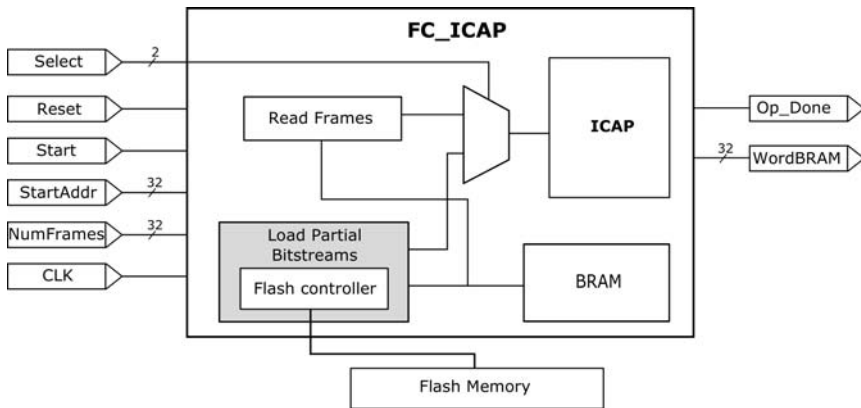 FC_ICAP
Select
2
Reset
Start
StartAddr
32
NumFrames
32
CLK
Read Frames
ICAP
Load Partial
Bitstreams
Flash controller
BRAM
Op_Done
32
WordBRAM
Flash Memory